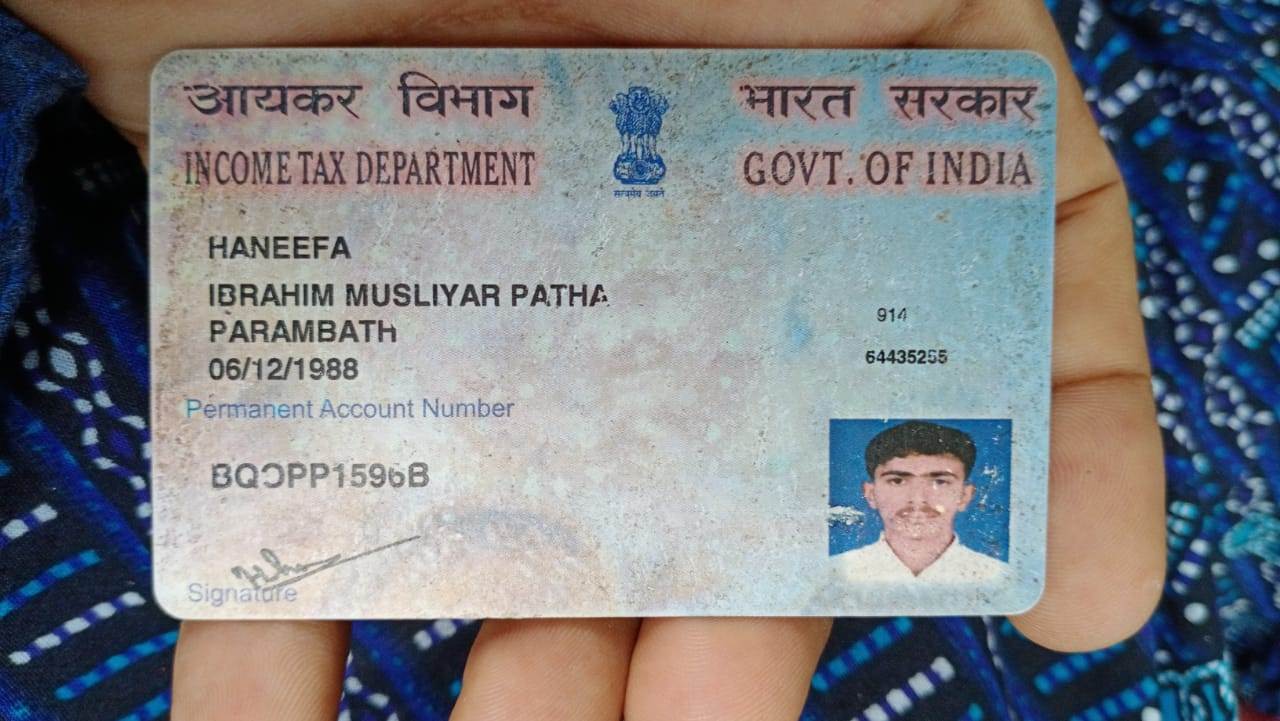 आयकर विभाग
INCOME TAX DEPARTMENT
सत्यमेव जयते
भारत सरकार
GOVT. OF INDIA
HANEEFA
IBRAHIM MUSLIYAR PATHA
PARAMBATH
06/12/1988
914
64435255
Permanent Account Number
Signature